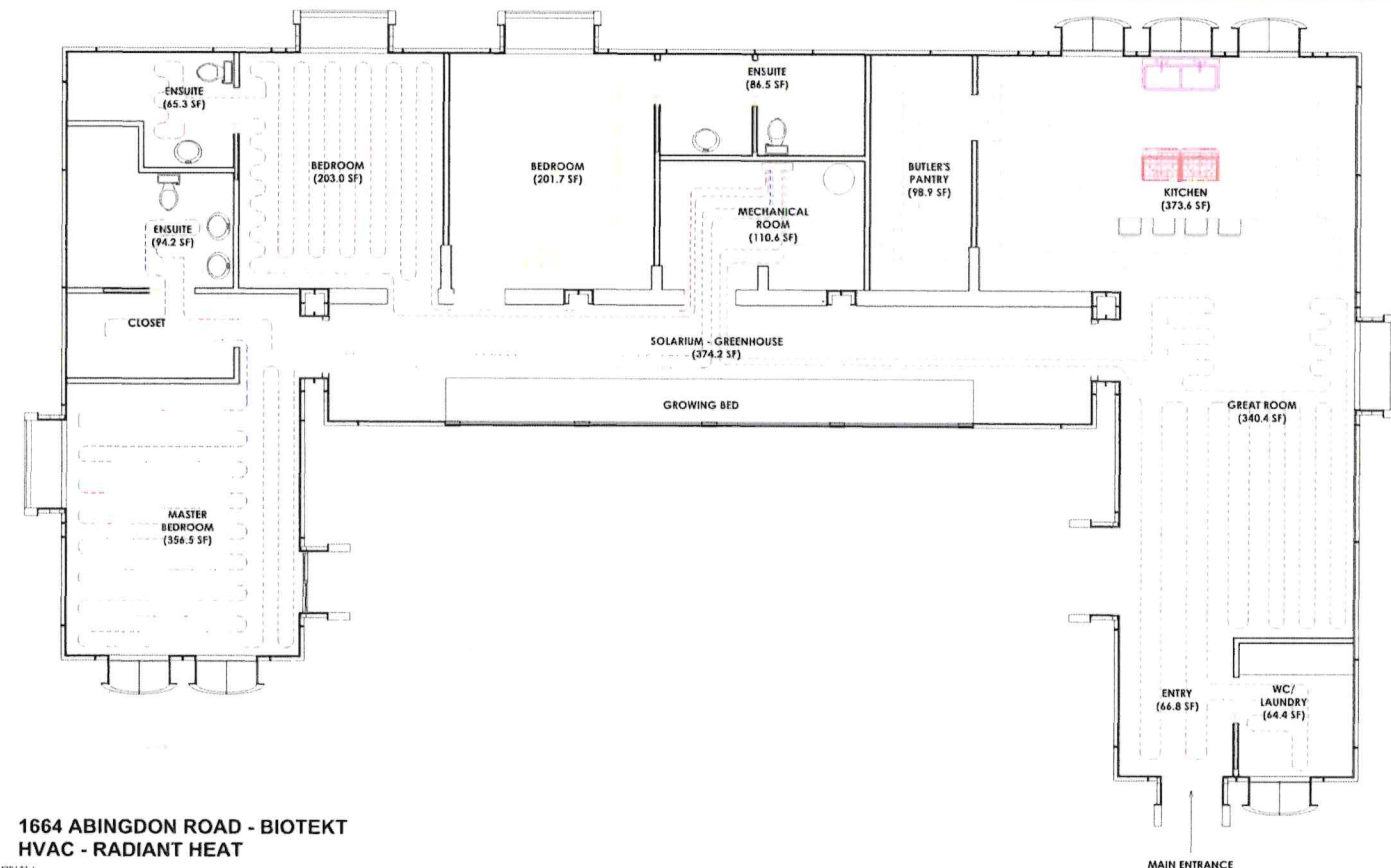 ENSUITE
(65.3 SF)
BEDROOM
(203.0 SF)
BEDROOM
(201.7 SF)
ENSUITE
(86.5 SF)
BUTLER'S
PANTRY
(98.9 SF)
KITCHEN
(373.6 SF)
ENSUITE
(94.2 SF)
MECHANICAL
ROOM
(110.6 SF)
CLOSET
SOLARIUM - GREENHOUSE
(374.2 SF)
GROWING BED
GREAT ROOM
(340.4 SF)
MASTER
BEDROOM
(356.5 SF)
ENTRY
(66.8 SF)
WC/
LAUNDRY
(64.4 SF)
1664 ABINGDON ROAD - BIOTEKT
HVAC - RADIANT HEAT
MAIN ENTRANCE